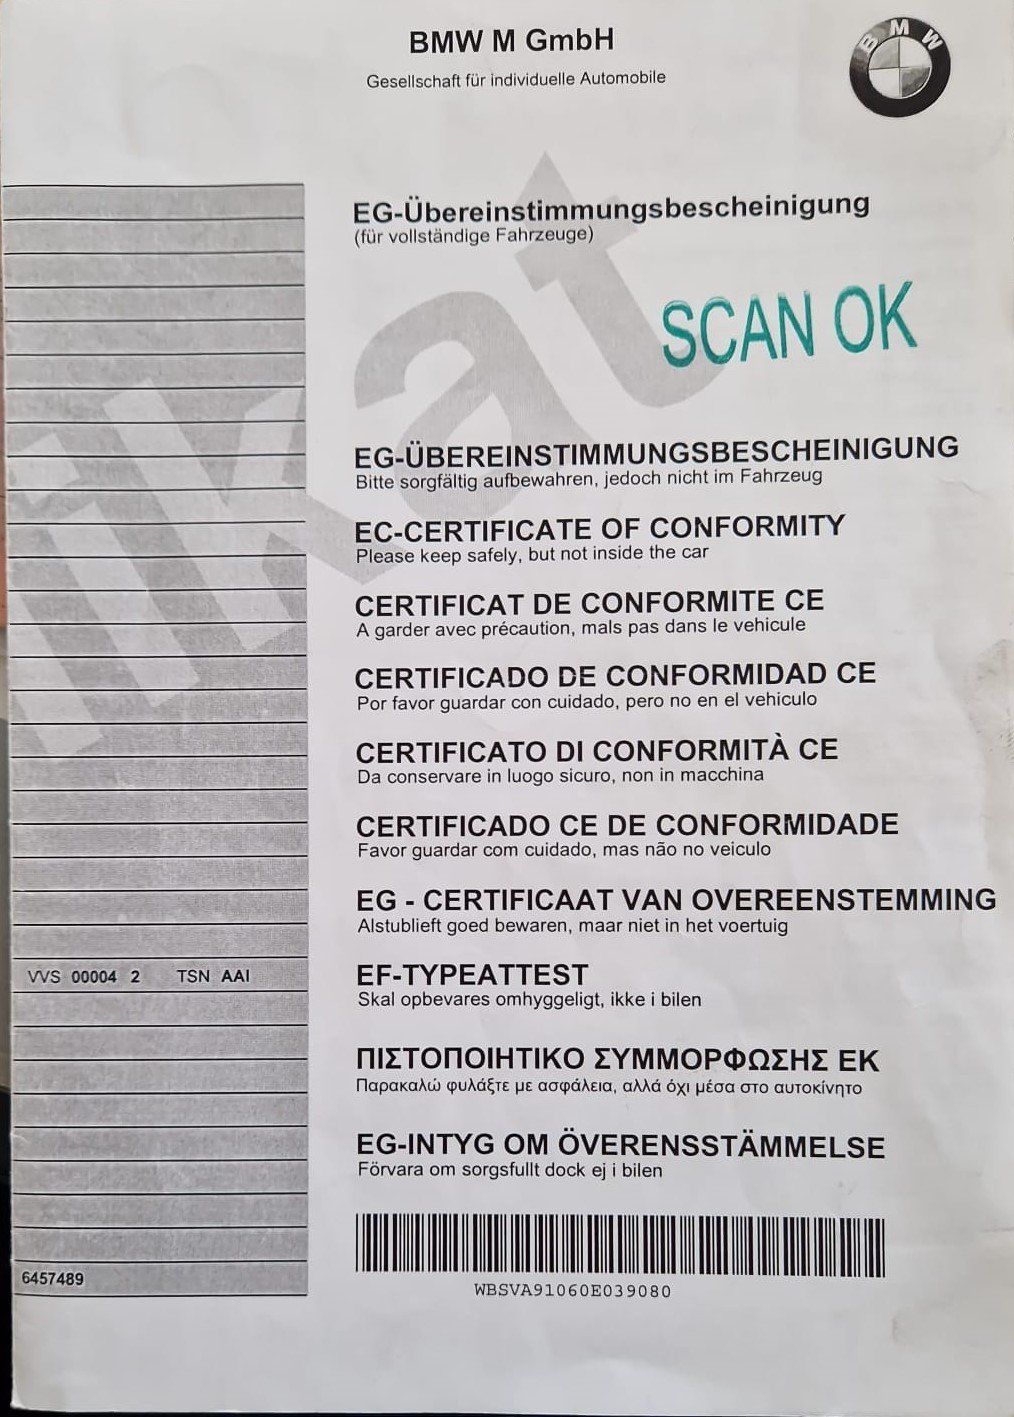 BMW M GmbH
Gesellschaft für individuelle Automobile
BMW
EG-Übereinstimmungsbescheinigung
(für vollständige Fahrzeuge)
SCAN OK
EG-ÜBEREINSTIMMUNGSBESCHEINIGUNG
Bitte sorgfältig aufbewahren, jedoch nicht im Fahrzeug
EC-CERTIFICATE OF CONFORMITY
Please keep safely, but not inside the car
CERTIFICAT DE CONFORMITE CE
A garder avec précaution, mals pas dans le vehicule
CERTIFICADO DE CONFORMIDAD CE
Por favor guardar con cuidado, pero no en el vehiculo
CERTIFICATO DI CONFORMITÀ CE
Da conservare in luogo sicuro, non in macchina
CERTIFICADO CE DE CONFORMIDADE
Favor guardar com cuidado, mas não no veiculo
EG - CERTIFICAAT VAN OVEREENSTEMMING
Alstublieft goed bewaren, maar niet in het voertuig
VVS 00004 2 TSN AAI
EF-TYPEATTEST
Skal opbevares omhyggeligt, ikke i bilen
ΠΙΣΤΟΠΟΙΗΤΙΚΟ ΣΥΜΜΟΡΦΩΣΗΣ ΕΚ
Παρακαλώ φυλάξτε με ασφάλεια, αλλά όχι μέσα στο αυτοκίνητο
EG-INTYG OM ÖVERENSSTÄMMELSE
Förvara om sorgsfullt dock ej i bilen
6457489
WBSVA91060E039080
ikat